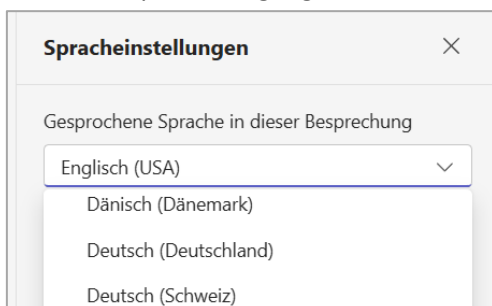 Spracheinstellungen
Gesprochene Sprache in dieser Besprechung
Englisch (USA)
Dänisch (Dänemark)
Deutsch (Deutschland)
Deutsch (Schweiz)